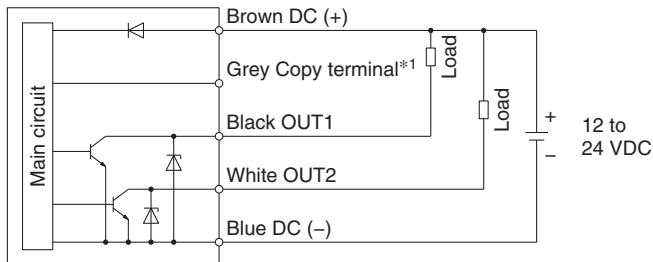 Brown DC (+)
Grey Copy terminal*1
Black OUT1
White OUT2
Blue DC (−)
Main circuit
Load
Load
+
−
12 to
24 VDC